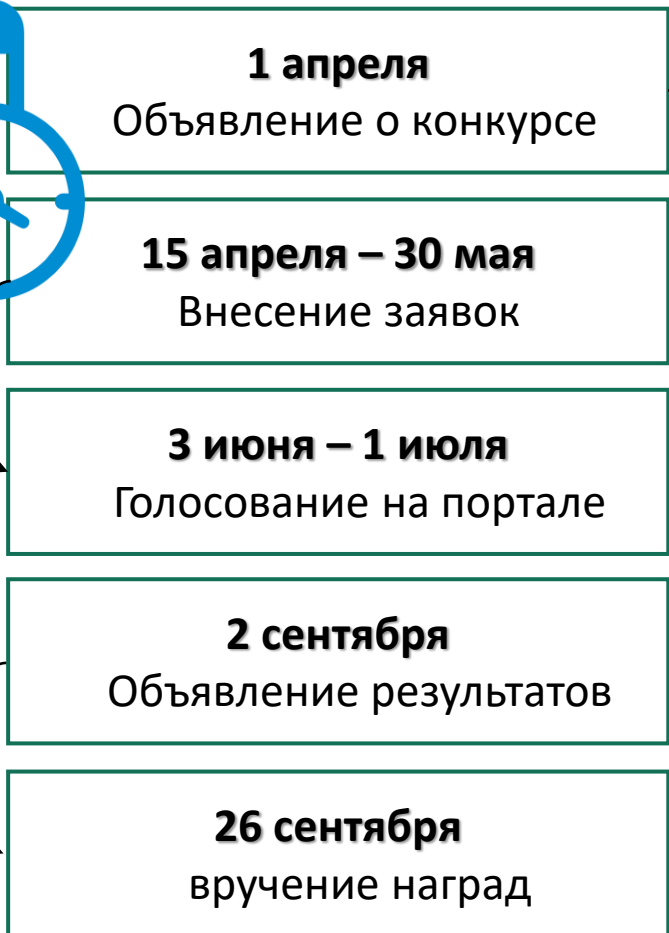 1 апреля
Объявление о конкурсе
15 апреля – 30 мая
Внесение заявок
3 июня – 1 июля
Голосование на портале
2 сентября
Объявление результатов
26 сентября
вручение наград